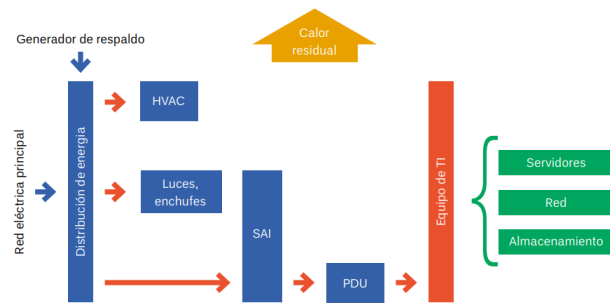 Generador de respaldo
Calor
residual
Red eléctrica principal
Distribución de energía
HVAC
Luces,
enchufes
SAI
PDU
Equipo de TI
Servidores
Red
Almacenamiento